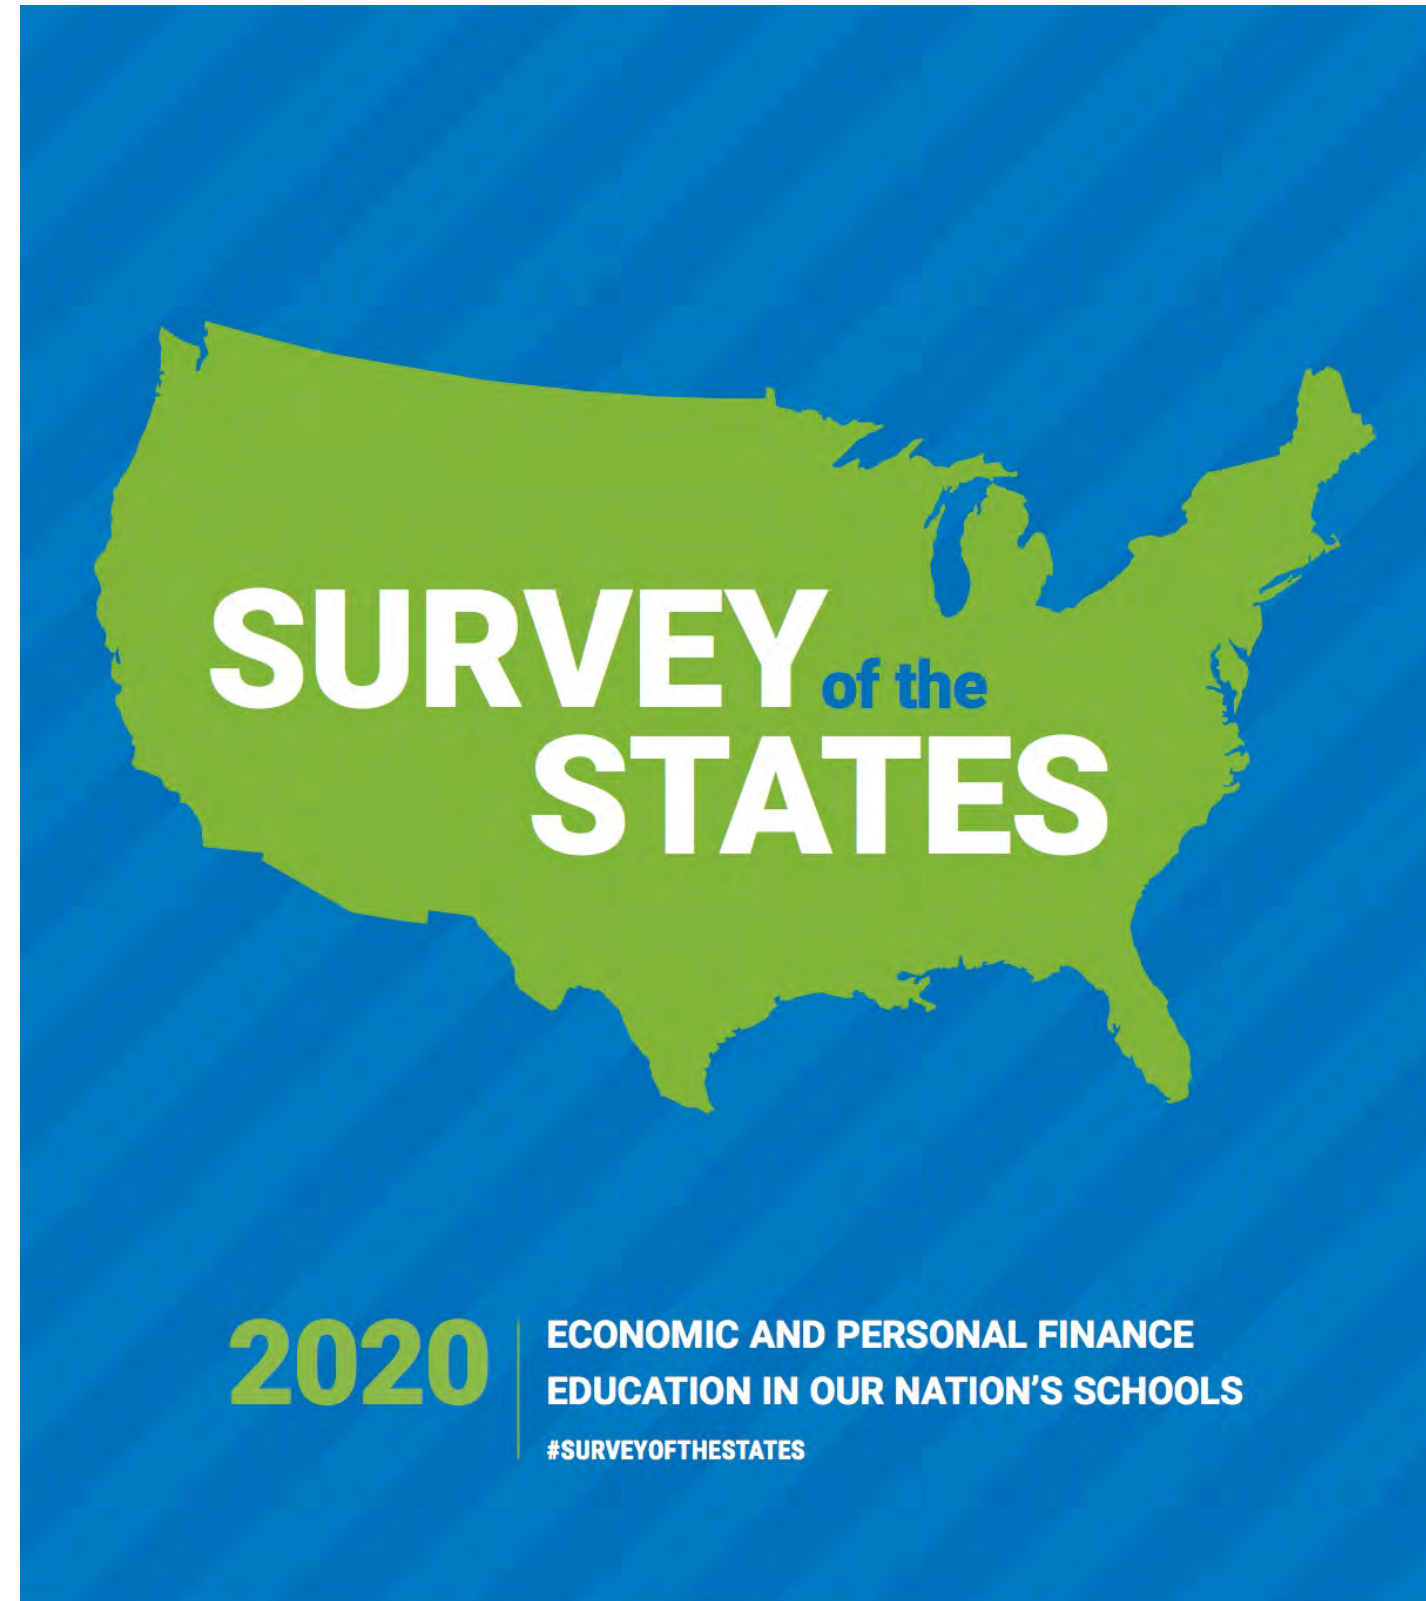 SURVEY of the
STATES
2020
ECONOMIC AND PERSONAL FINANCE
EDUCATION IN OUR NATION’S SCHOOLS
#SURVEYOFTHESTATES